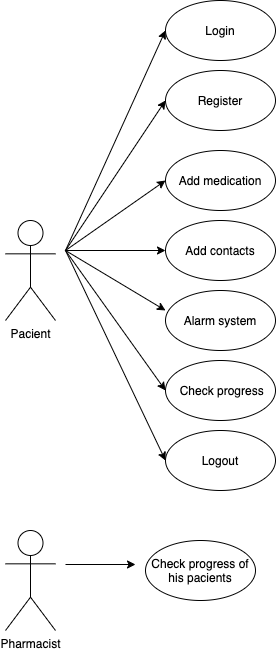 Login
Register
Add medication
Add contacts
Alarm system
Pacient
Check progress
Logout
Check progress of
his pacients
Pharmacist